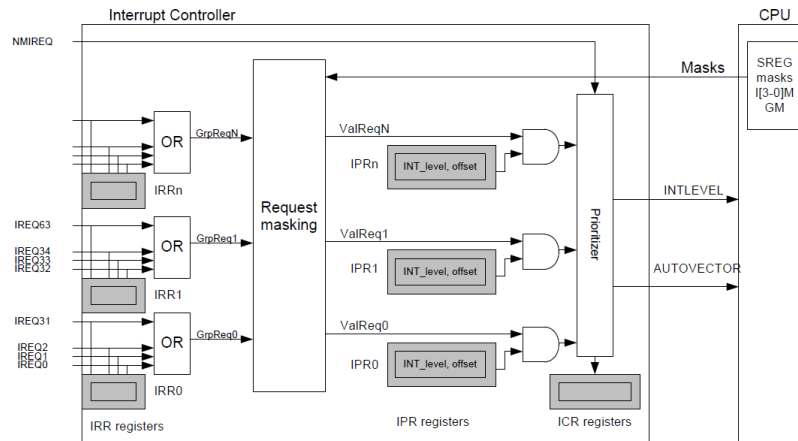 Interrupt Controller
CPU
NMIREQ
Masks
SREG
masks
I[3-0]M
GM
OR
GrpReqN
IRRn
ValReqN
IPRn
INT_level, offset
Request
masking
Prioritizer
INTLEVEL
IREQ63
IREQ34
IREQ33
IREQ32
OR
GrpReq1
IRR1
ValReq1
IPR1
INT_level, offset
AUTOVECTOR
IREQ31
IREQ2
IREQ1
IREQ0
OR
GrpReq0
IRR0
ValReq0
IPR0
INT_level, offset
IRR registers
IPR registers
ICR registers